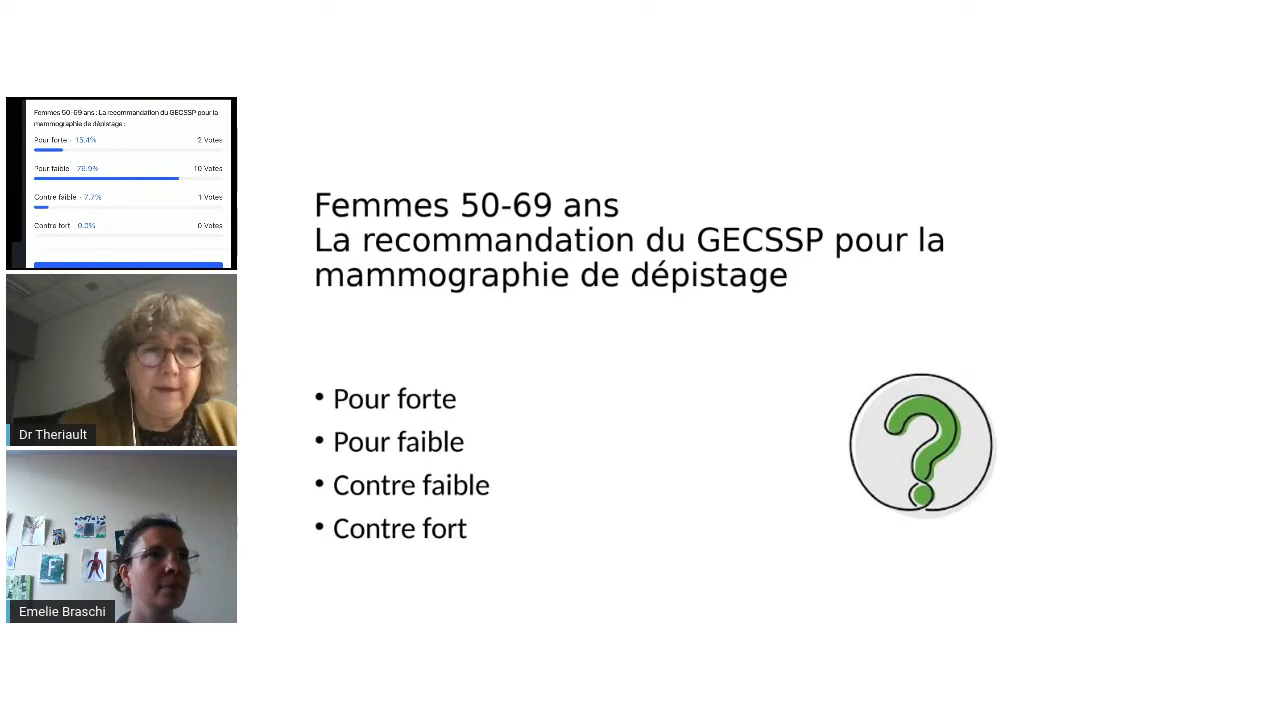 Femmes 50-69 ans : La recommandation du GECSSP pour la
mammographie de dépistage :
Pour forte · 15.4% 2 Votes
Pour faible · 76.9% 10 Votes
Contre faible · 7.7% 1 Votes
Contre fort · 0.0% 0 Votes
Dr Theriault
Emelie Braschi
Femmes 50-69 ans
La recommandation du GECSSP pour la
mammographie de dépistage
• Pour forte
• Pour faible
• Contre faible
• Contre fort